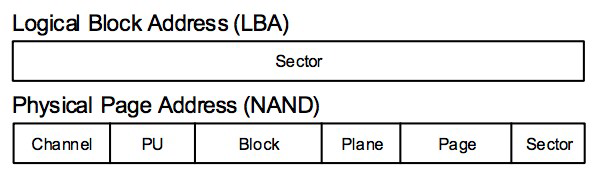 Logical Block Address (LBA)
Sector
Physical Page Address (NAND)
Channel PU Block Plane Page Sector